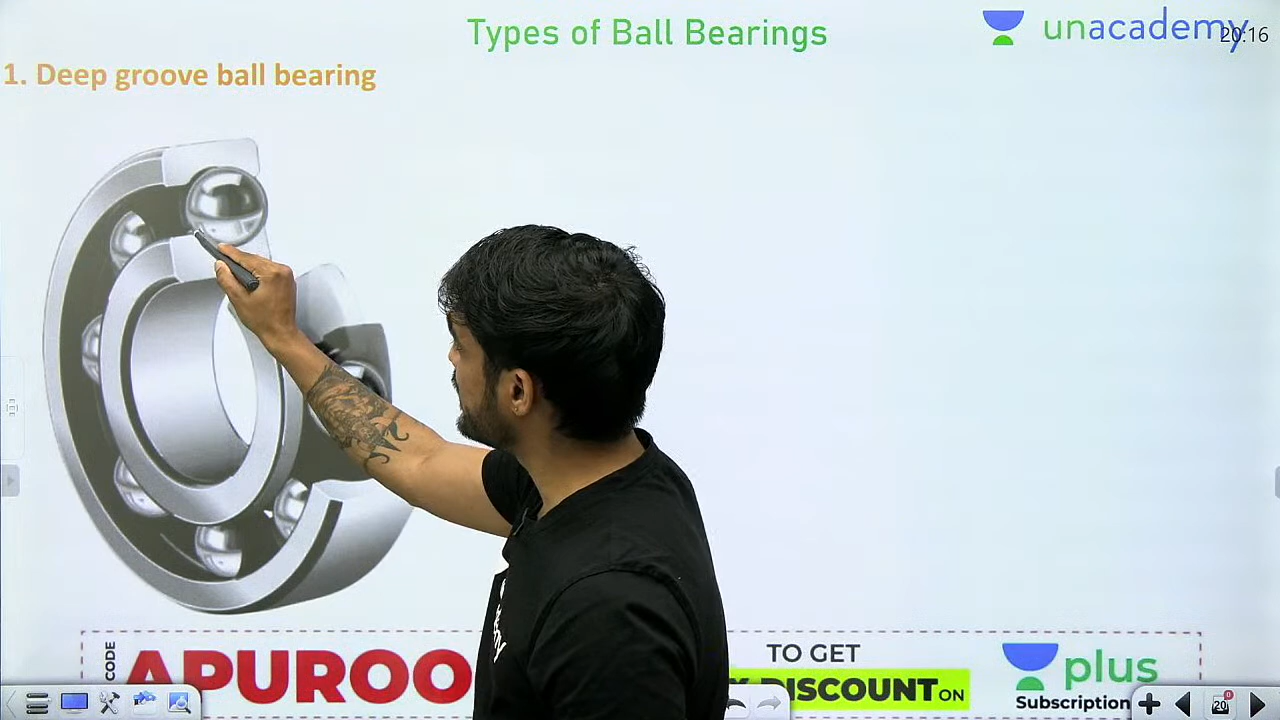 Types of Ball Bearings
unacademy
20:16
1. Deep groove ball bearing
CODE
APUROO
TO GET
DISCOUNT ON
plus
Subscription
20